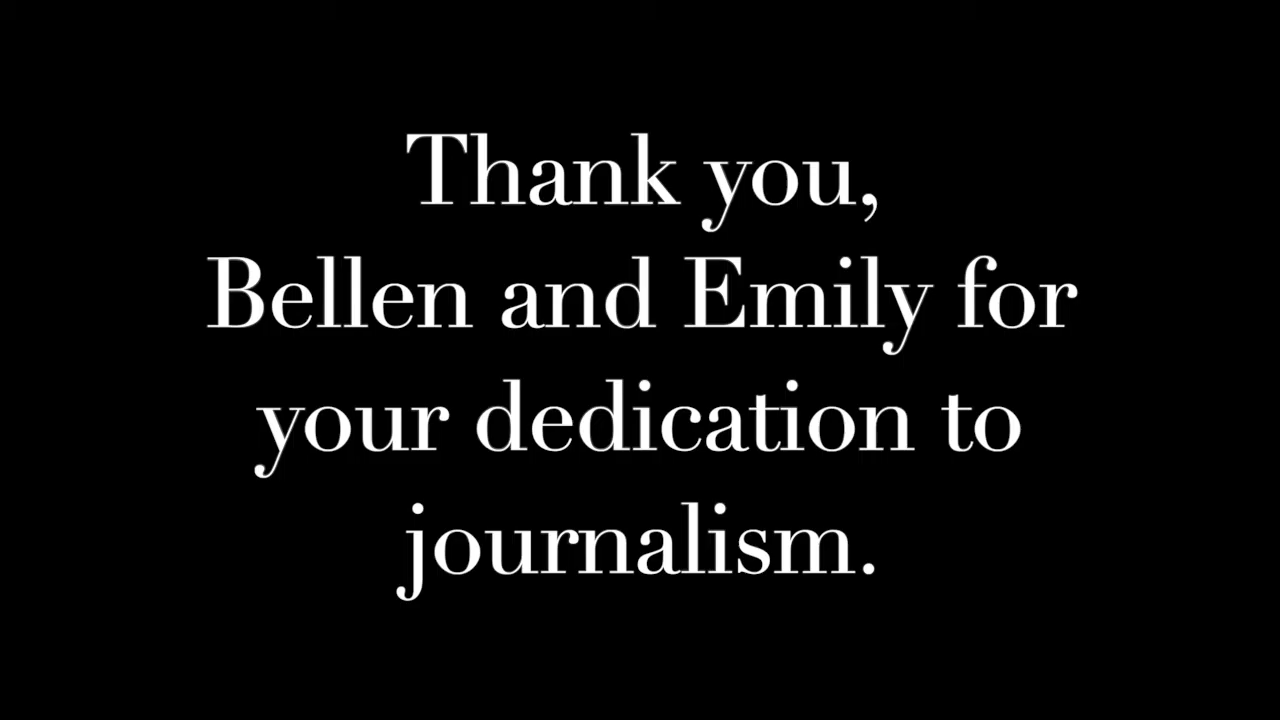 Thank you,
Bellen and Emily for
your dedication to
journalism.